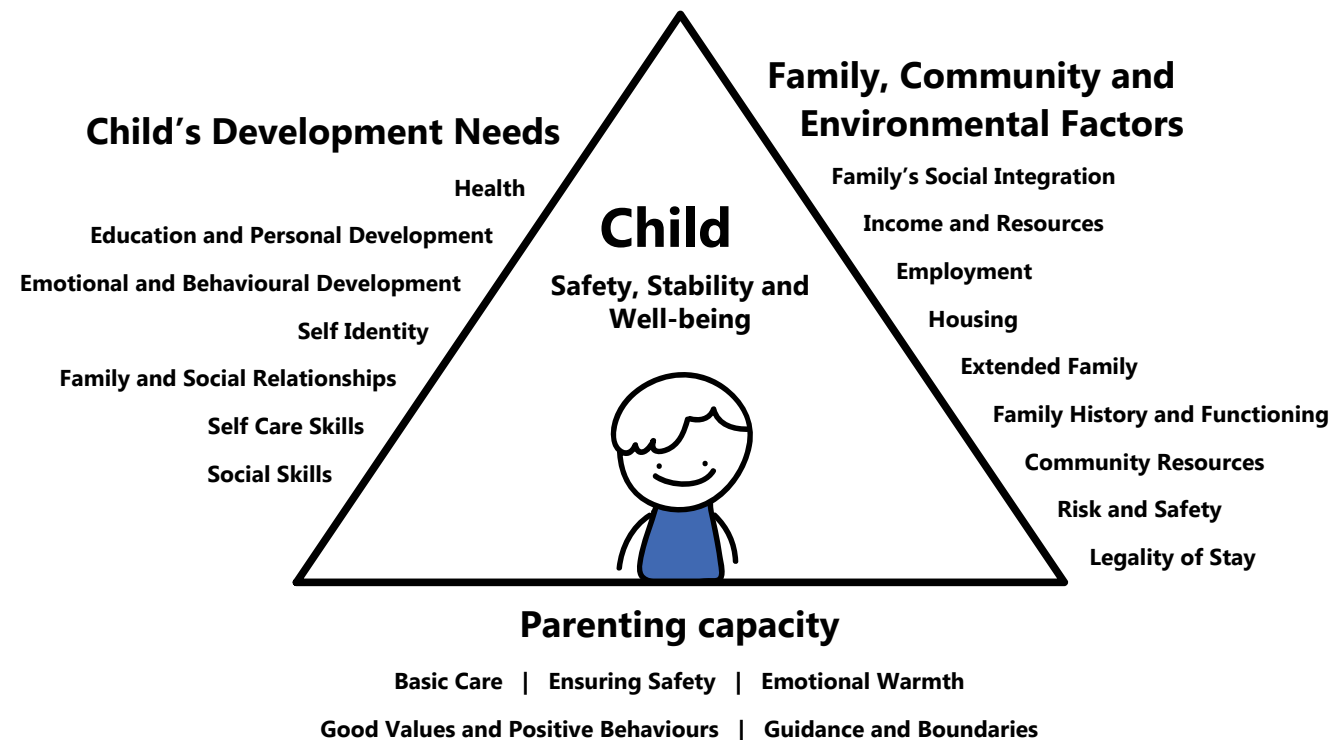 Child's Development Needs
Health
Education and Personal Development
Emotional and Behavioural Development
Self Identity
Family and Social Relationships
Self Care Skills
Social Skills
Child
Safety, Stability and
Well-being
Family, Community and
Environmental Factors
Family's Social Integration
Income and Resources
Employment
Housing
Extended Family
Family History and Functioning
Community Resources
Risk and Safety
Legality of Stay
Parenting capacity
Basic Care | Ensuring Safety | Emotional Warmth
Good Values and Positive Behaviours | Guidance and Boundaries